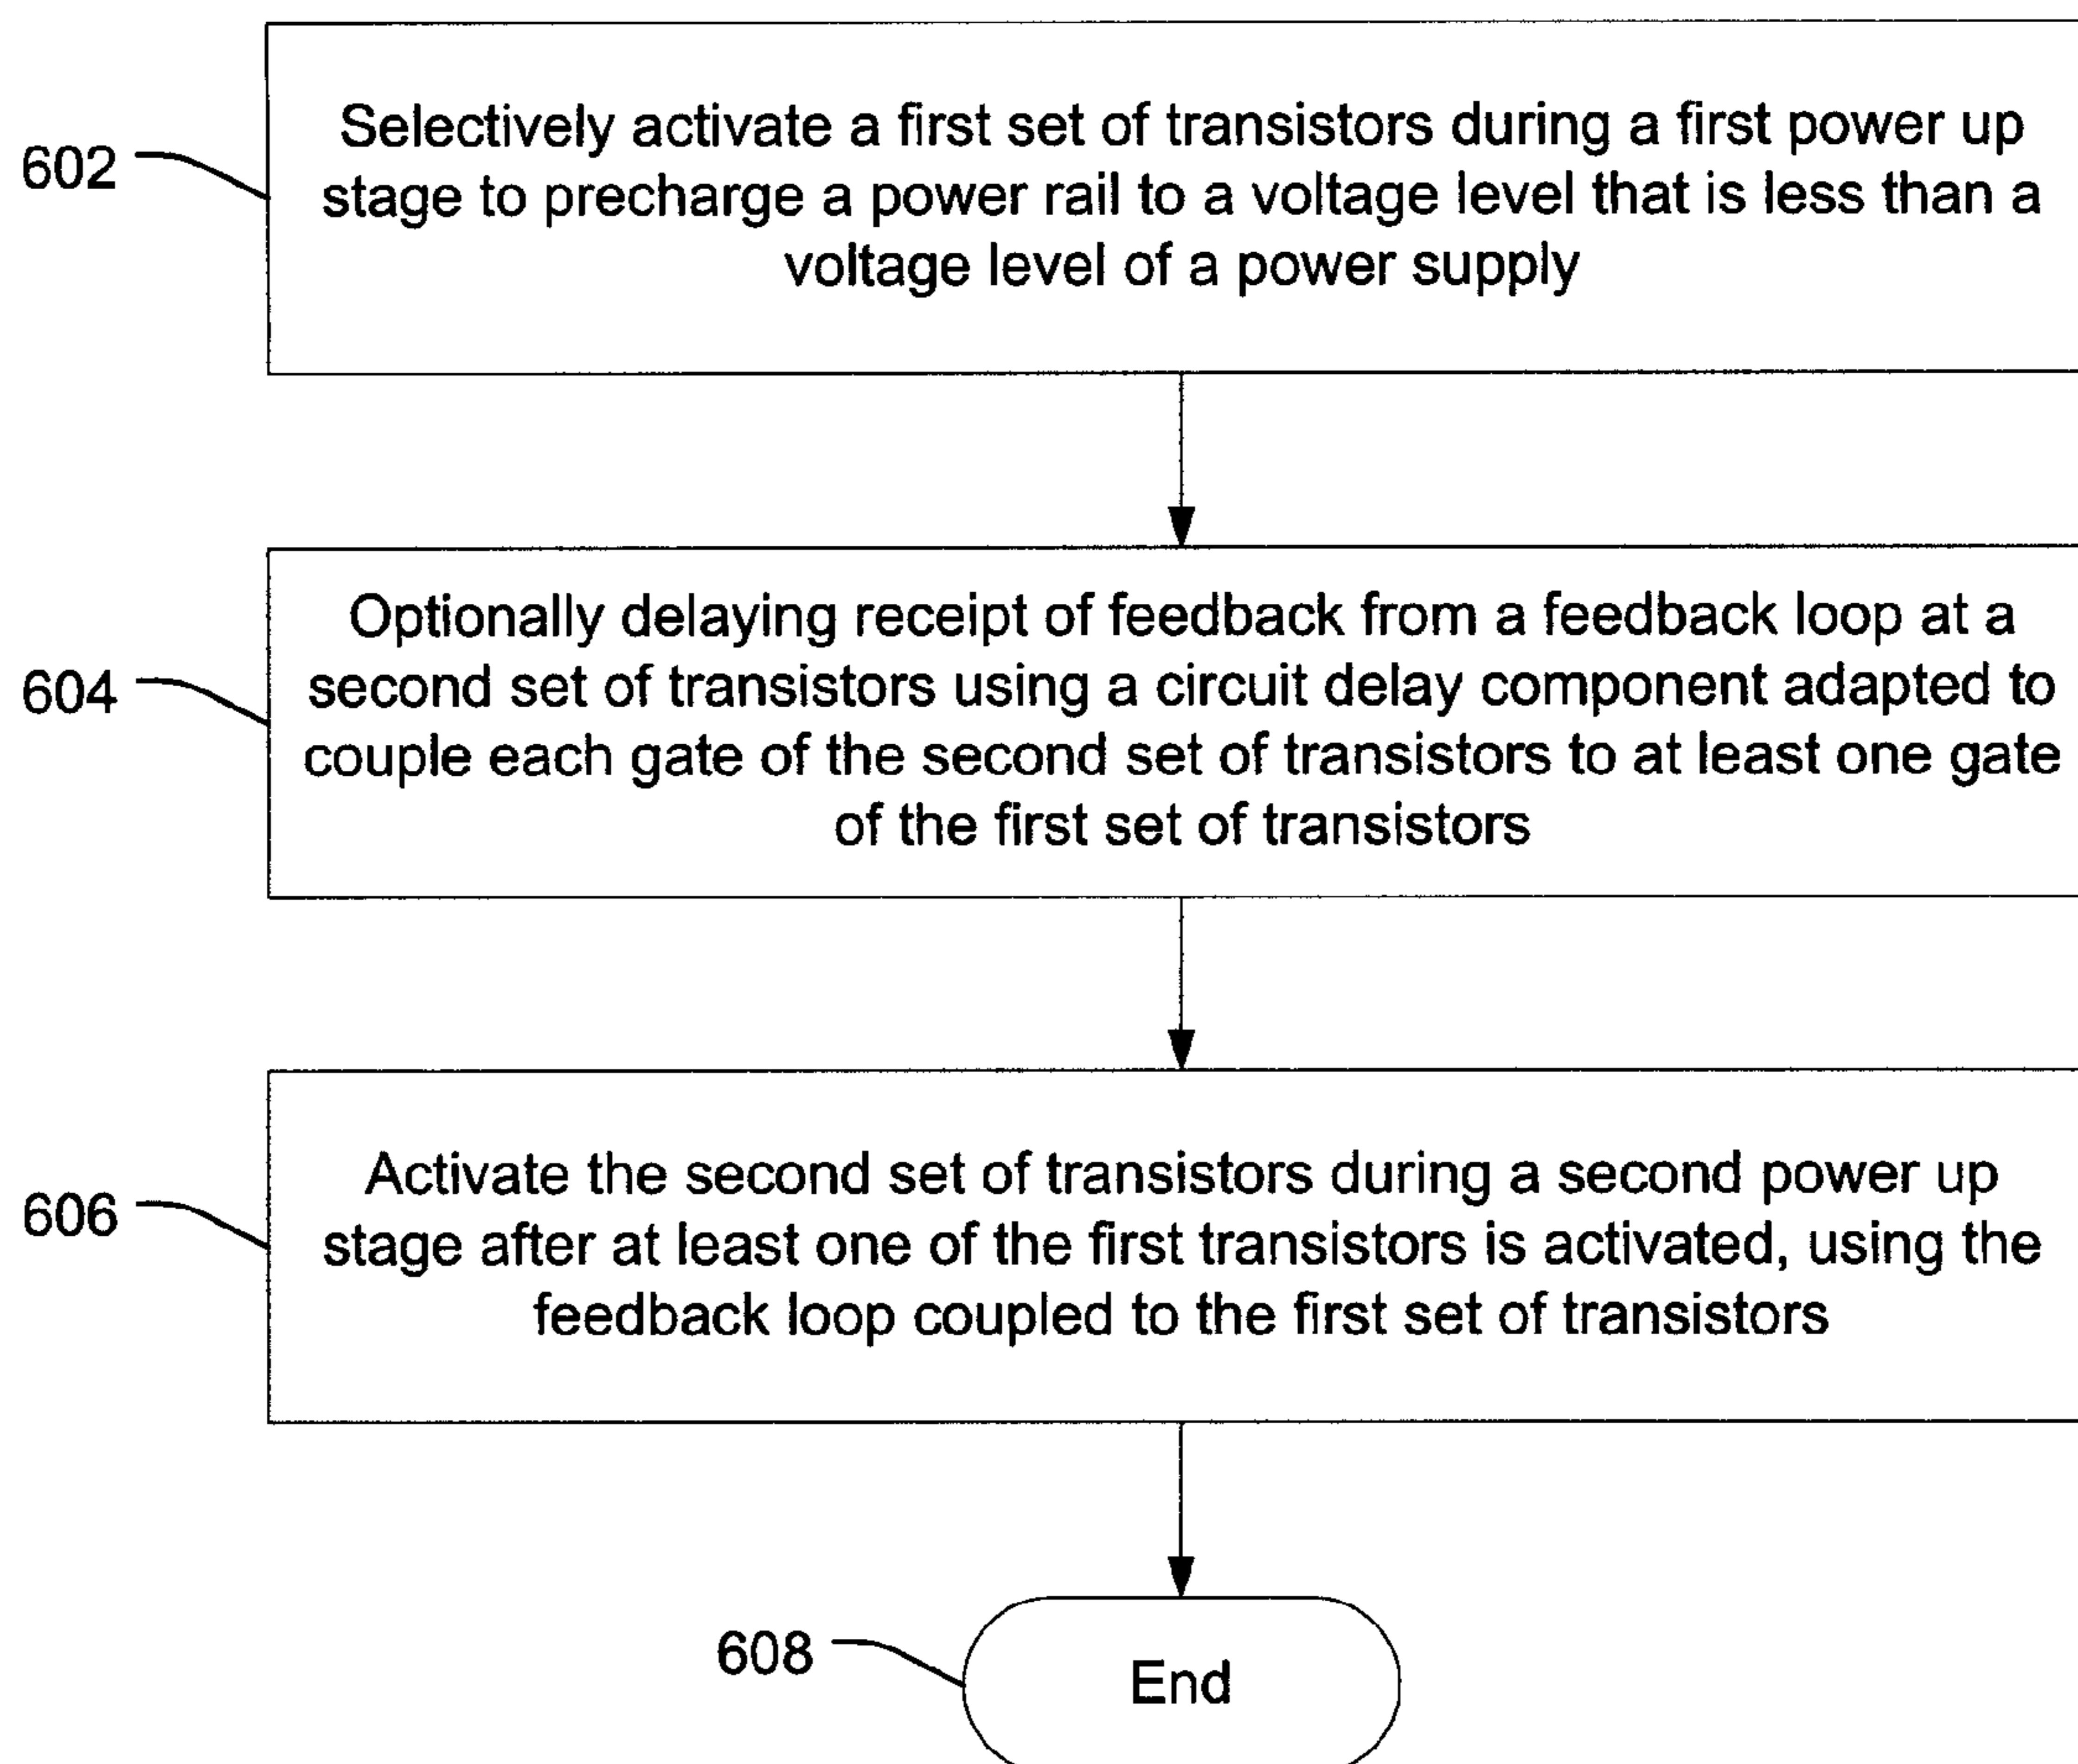 602
Selectively activate a first set of transistors during a first power up
stage to precharge a power rail to a voltage level that is less than a
voltage level of a power supply
604
Optionally delaying receipt of feedback from a feedback loop at a
second set of transistors using a circuit delay component adapted to
couple each gate of the second set of transistors to at least one gate
of the first set of transistors
606
Activate the second set of transistors during a second power up
stage after at least one of the first transistors is activated, using the
feedback loop coupled to the first set of transistors
608
End